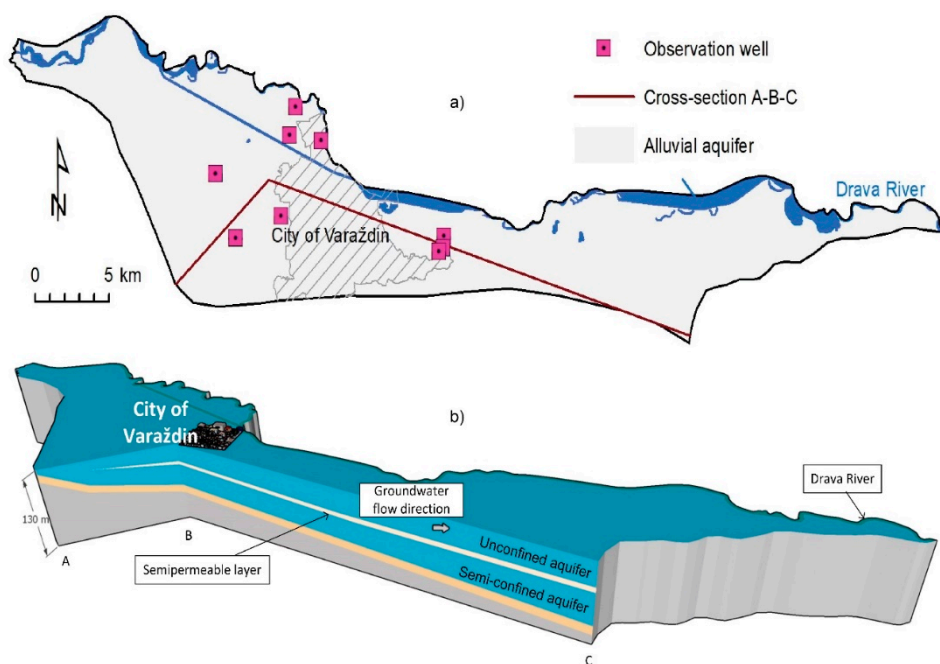 a)
Observation well
Cross-section A-B-C
Alluvial aquifer
Drava River
N
City of Varaždin
0 5 km
b)
City of
Varaždin
Drava River
Groundwater
flow direction
130 m
A
B
Unconfined aquifer
Semipermeable layer
Semi-confined aquifer
C